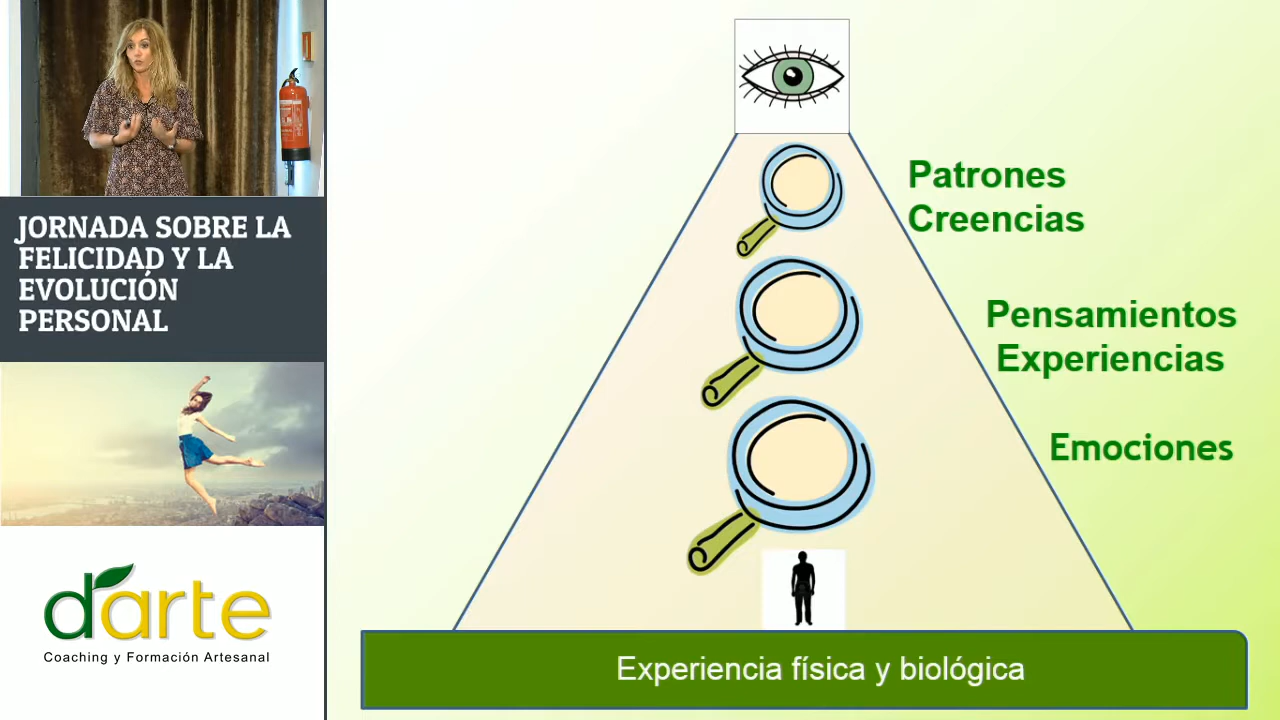 JORNADA SOBRE LA
FELICIDAD Y LA
EVOLUCIÓN
PERSONAL
d'arte
Coaching y Formación Artesanal
Patrones
Creencias
Pensamientos
Experiencias
Emociones
Experiencia física y biológica